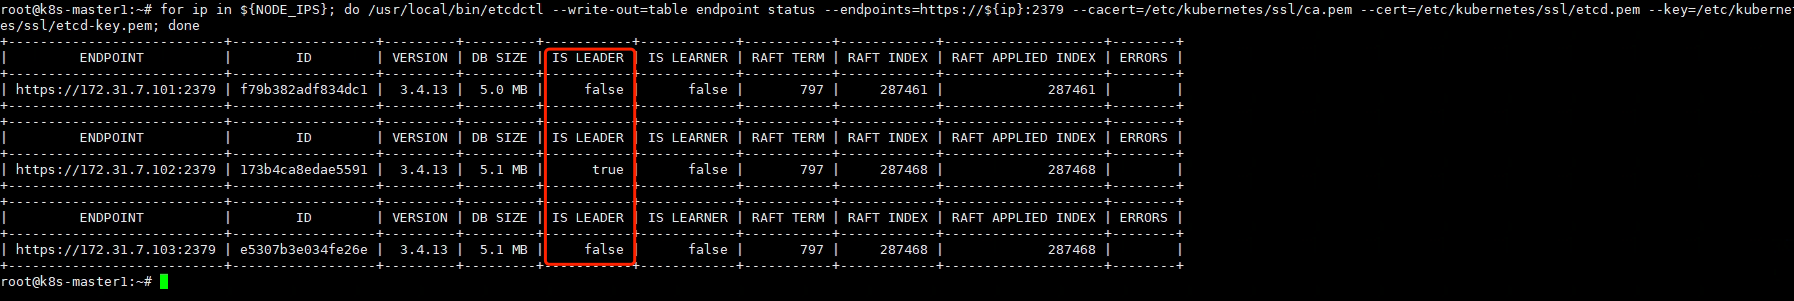 root@k8s-master1:~# for ip in ${NODE_IPS}; do /usr/local/bin/etcdctl --write-out=table endpoint status --endpoints=https://${ip}:2379 --cacert=/etc/kubernetes/ssl/ca.pem --cert=/etc/kubernetes/ssl/etcd.pem --key=/etc/kubernet
es/ssl/etcd-key.pem; done
+---------------------------+------------------+---------+---------+-----------+------------+-----------+------------+--------------------+--------+
|         ENDPOINT          |        ID        | VERSION | DB SIZE | IS LEADER | IS LEARNER | RAFT TERM | RAFT INDEX | RAFT APPLIED INDEX | ERRORS |
+---------------------------+------------------+---------+---------+-----------+------------+-----------+------------+--------------------+--------+
| https://172.31.7.101:2379 | f79b382adf834dc1 |  3.4.13 |  5.0 MB |     false |      false |       797 |     287461 |             287461 |        |
+---------------------------+------------------+---------+---------+-----------+------------+-----------+------------+--------------------+--------+
+---------------------------+------------------+---------+---------+-----------+------------+-----------+------------+--------------------+--------+
|         ENDPOINT          |        ID        | VERSION | DB SIZE | IS LEADER | IS LEARNER | RAFT TERM | RAFT INDEX | RAFT APPLIED INDEX | ERRORS |
+---------------------------+------------------+---------+---------+-----------+------------+-----------+------------+--------------------+--------+
| https://172.31.7.102:2379 | 173b4ca8edae5591 |  3.4.13 |  5.1 MB |      true |      false |       797 |     287468 |             287468 |        |
+---------------------------+------------------+---------+---------+-----------+------------+-----------+------------+--------------------+--------+
+---------------------------+------------------+---------+---------+-----------+------------+-----------+------------+--------------------+--------+
|         ENDPOINT          |        ID        | VERSION | DB SIZE | IS LEADER | IS LEARNER | RAFT TERM | RAFT INDEX | RAFT APPLIED INDEX | ERRORS |
+---------------------------+------------------+---------+---------+-----------+------------+-----------+------------+--------------------+--------+
| https://172.31.7.103:2379 | e5307b3e034fe26e |  3.4.13 |  5.1 MB |     false |      false |       797 |     287468 |             287468 |        |
+---------------------------+------------------+---------+---------+-----------+------------+-----------+------------+--------------------+--------+
root@k8s-master1:~#